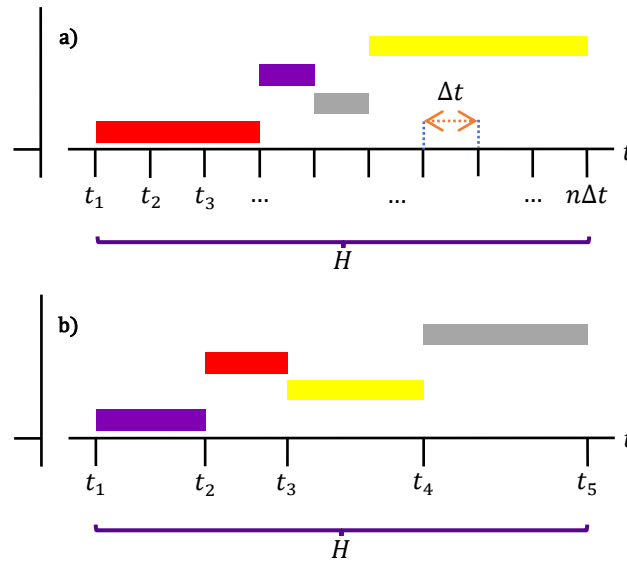 a)
Δt
t
t₁ t₂ t₃ ... ... ... nΔt
H
b)
t
t₁ t₂ t₃ t₄ t₅
H